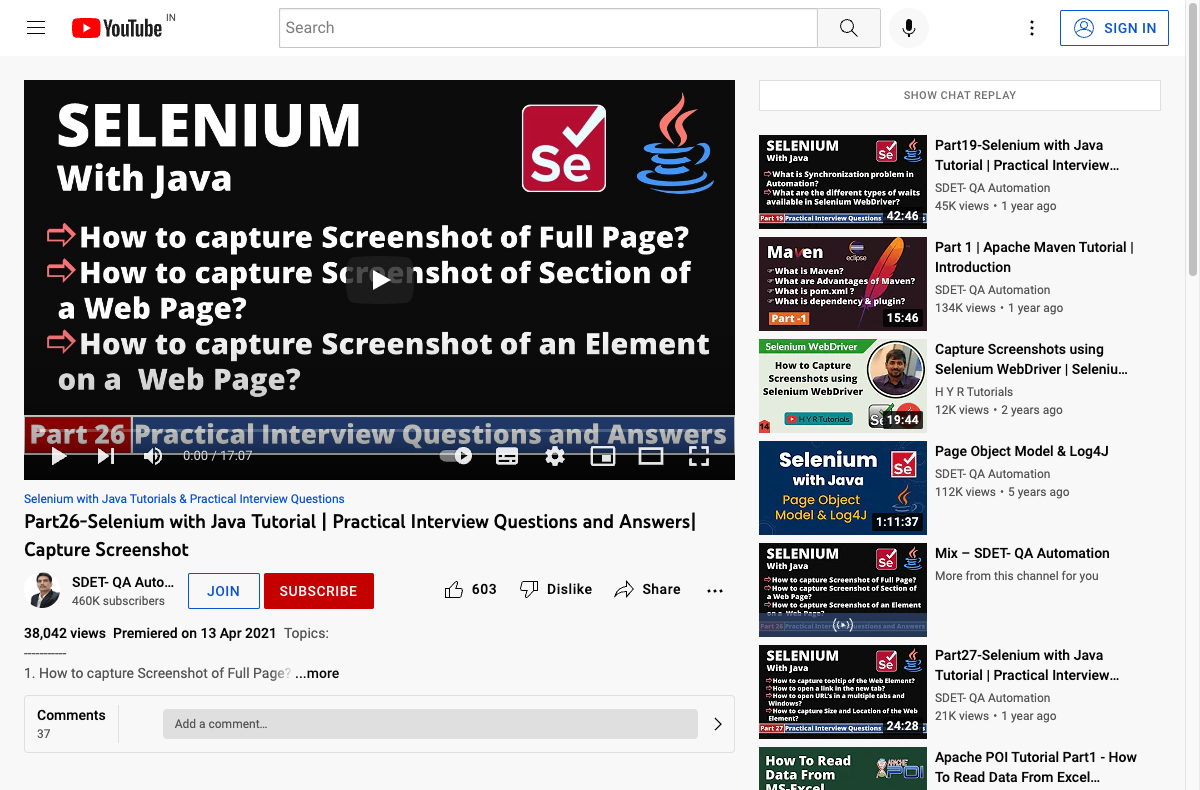 YouTube IN
Search
SIGN IN
SELENIUM
With Java
Se
How to capture Screenshot of Full Page?
How to capture Screenshot of Section of
a Web Page?
How to capture Screenshot of an Element
on a Web Page?
Part 26 Practical Interview Questions and Answers
0:00 / 17:07
Selenium with Java Tutorials & Practical Interview Questions
Part26-Selenium with Java Tutorial | Practical Interview Questions and Answers|
Capture Screenshot
SDET- QA Auto...
460K subscribers
JOIN
SUBSCRIBE
603
Dislike
Share
38,042 views Premiered on 13 Apr 2021 Topics:
-----------
1. How to capture Screenshot of Full Page? ...more
Comments
37
Add a comment...
SHOW CHAT REPLAY
SELENIUM
With Java
Se
What is Synchronization problem in
Automation?
What are the different types of waits
available in Selenium WebDriver?
Part 19 Practical Interview Questions
42:46
Part19-Selenium with Java
Tutorial | Practical Interview...
SDET- QA Automation
45K views • 1 year ago
Maven
eclipse
What is Maven?
What are Advantages of Maven?
What is pom.xml ?
What is dependency & plugin?
Part -1
15:46
Part 1 | Apache Maven Tutorial |
Introduction
SDET- QA Automation
134K views • 1 year ago
Selenium WebDriver
How to Capture
Screenshots using
Selenium WebDriver
H Y R Tutorials
14
Se
19:44
Capture Screenshots using
Selenium WebDriver | Seleniu...
H Y R Tutorials
12K views • 2 years ago
Selenium
with Java
Se
Page Object
Model & Log4J
1:11:37
Page Object Model & Log4J
SDET- QA Automation
112K views • 5 years ago
SELENIUM
With Java
Se
How to capture Screenshot of Full Page?
How to capture Screenshot of Section of
a Web Page?
How to capture Screenshot of an Element
on a Web Page?
Part 26 Practical Interview Questions and Answers
Mix – SDET- QA Automation
More from this channel for you
SELENIUM
With Java
Se
How to capture tooltip of the Web Element?
How to open a link in the new tab?
How to open URL's in a multiple tabs and
Windows?
How to capture Size and Location of the Web
Element?
Part 27 Practical Interview Questions
24:28
Part27-Selenium with Java
Tutorial | Practical Interview...
SDET- QA Automation
21K views • 1 year ago
How To Read
Data From
MS-Excel
APACHE
POI
Apache POI Tutorial Part1 - How
To Read Data From Excel...